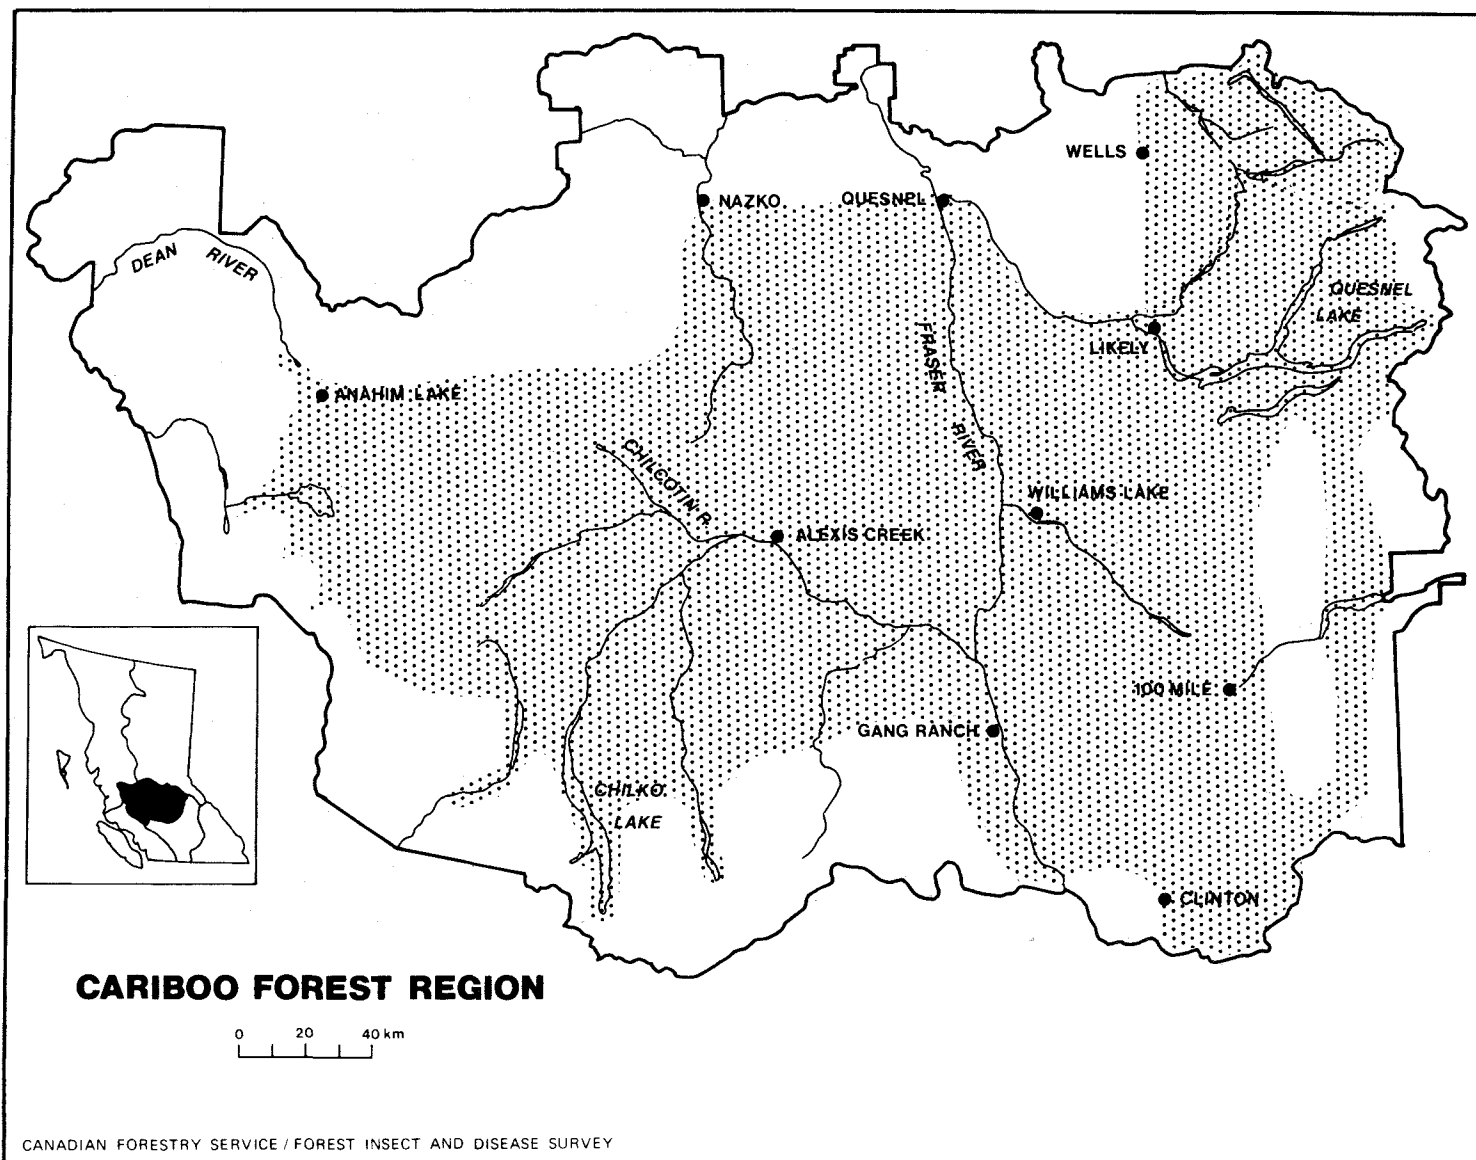 WELLS
NAZKO
QUESNEL
DEAN RIVER
QUESNEL
LAKE
FRASER RIVER
LIKELY
ANAHIM LAKE
CHILCOTIN R.
WILLIAMS LAKE
ALEXIS CREEK
100 MILE
GANG RANCH
CHILKO
LAKE
CLINTON
CARIBOO FOREST REGION
0 20 40 km
CANADIAN FORESTRY SERVICE / FOREST INSECT AND DISEASE SURVEY